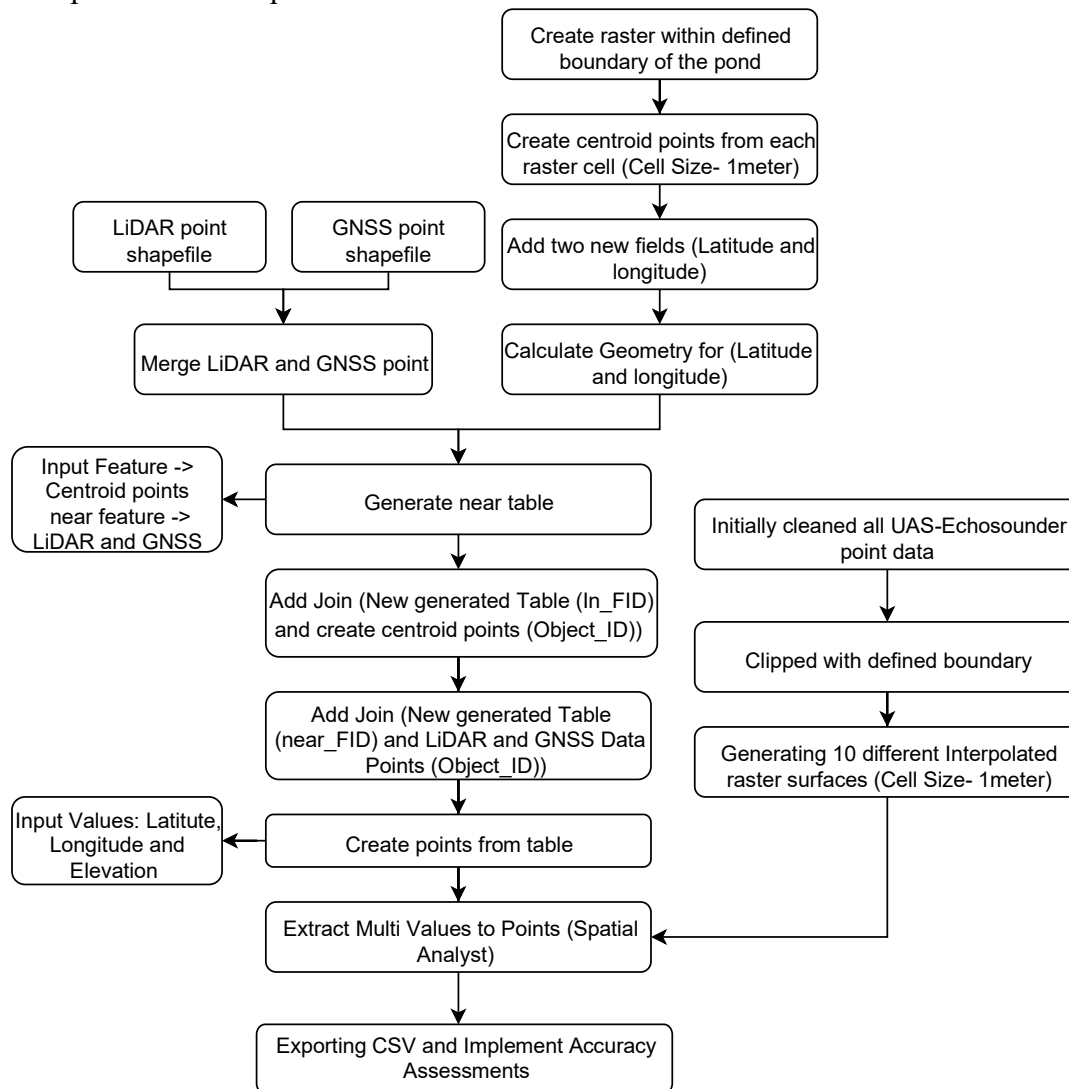 Create raster within defined
boundary of the pond
Create centroid points from each
raster cell (Cell Size- 1meter)
LiDAR point
shapefile
GNSS point
shapefile
Add two new fields (Latitude and
longitude)
Merge LiDAR and GNSS point
Calculate Geometry for (Latitude
and longitude)
Input Feature ->
Centroid points
near feature ->
LiDAR and GNSS
Generate near table
Initially cleaned all UAS-Echosounder
point data
Add Join (New generated Table (In_FID)
and create centroid points (Object_ID))
Clipped with defined boundary
Add Join (New generated Table
(near_FID) and LiDAR and GNSS Data
Points (Object_ID))
Generating 10 different Interpolated
raster surfaces (Cell Size- 1meter)
Input Values: Latitute,
Longitude and
Elevation
Create points from table
Extract Multi Values to Points (Spatial
Analyst)
Exporting CSV and Implement Accuracy
Assessments